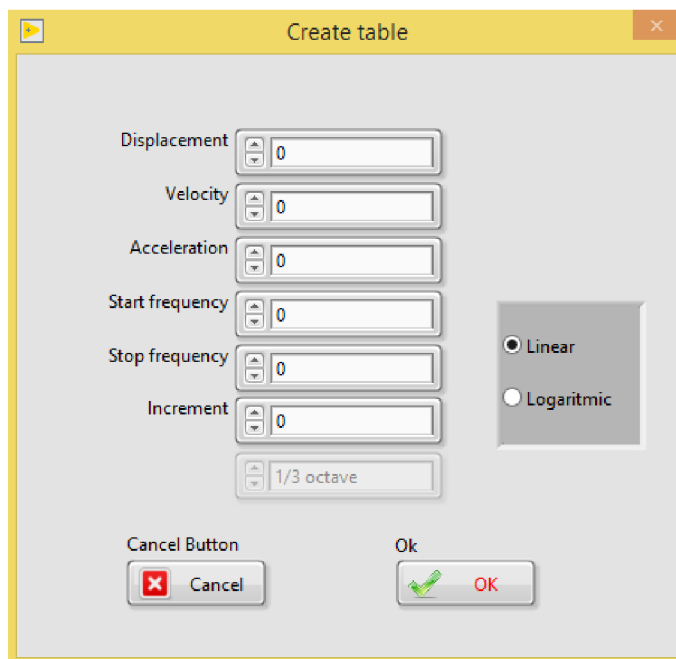 Create table
Displacement 0
Velocity 0
Acceleration 0
Start frequency 0
Stop frequency 0
Linear
Increment 0
Logaritmic
1/3 octave
Cancel Button
Ok
Cancel
OK